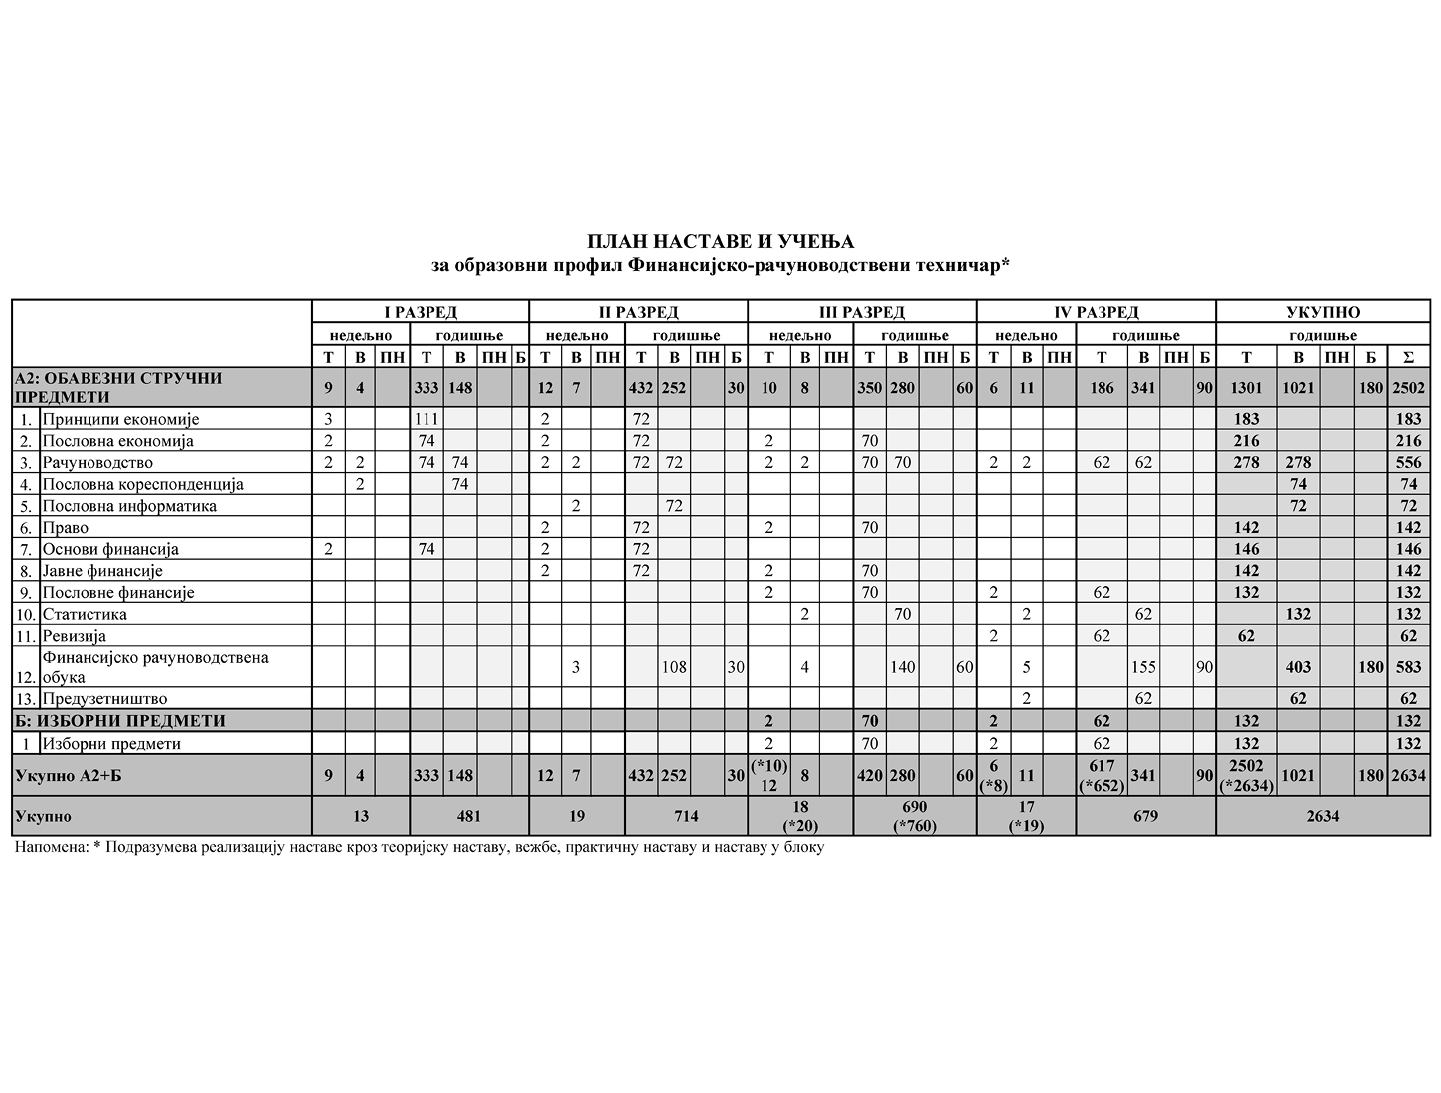 ПЛАН НАСТАВЕ И УЧЕЊА
за образовни профил Финансијско-рачуноводствени техничар*
I РАЗРЕД II РАЗРЕД III РАЗРЕД IV РАЗРЕД УКУПНО
недељно годишње недељно годишње недељно годишње недељно годишње годишње
Т В ПН Т В ПН Б Т В ПН Т В ПН Б Т В ПН Т В ПН Б Т В ПН Т В ПН Б Т В ПН Б Σ
А2: ОБАВЕЗНИ СТРУЧНИ
ПРЕДМЕТИ 9 4 333 148 12 7 432 252 30 10 8 350 280 60 6 11 186 341 90 1301 1021 180 2502
1. Принципи економије 3 111 2 72 183 183
2. Пословна економија 2 74 2 72 2 70 216 216
3. Рачуноводство 2 2 74 74 2 2 72 72 2 2 70 70 2 2 62 62 278 278 556
4. Пословна кореспонденција 2 74 74 74
5. Пословна информатика 2 72 72 72
6. Право 2 72 2 70 142 142
7. Основи финансија 2 74 2 72 146 146
8. Јавне финансије 2 72 2 70 142 142
9. Пословне финансије 2 70 2 62 132 132
10. Статистика 2 70 2 62 132 132
11. Ревизија 2 62 62 62
Финансијско рачуноводствена
12. обука 3 108 30 4 140 60 5 155 90 403 180 583
13. Предузетништво 2 62 62 62
Б: ИЗБОРНИ ПРЕДМЕТИ 2 70 2 62 132 132
1 Изборни предмети 2 70 2 62 132 132
Укупно А2+Б 9 4 333 148 12 7 432 252 30 (*10) 12 8 420 280 60 6 (*8) 11 617 (*652) 341 90 2502 (*2634) 1021 180 2634
Укупно 13 481 19 714 18 (*20) 690 (*760) 17 (*19) 679 2634
Напомена: * Подразумева реализацију наставе кроз теоријску наставу, вежбе, практичну наставу и наставу у блоку